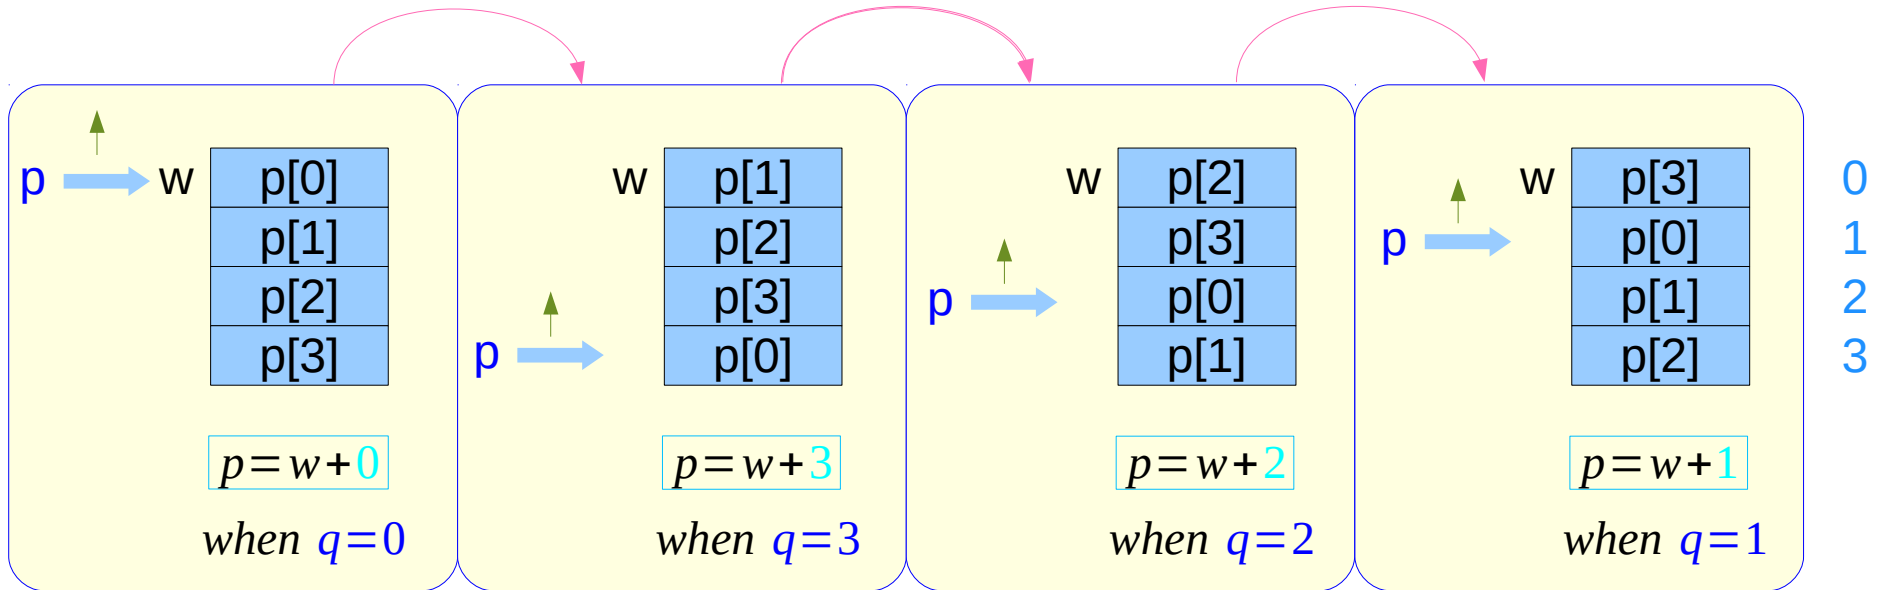 p w p[0] w p[1] w p[2] w p[3] 0
p[1] p[2] p[3] p p[0] 1
p[2] p[3] p p[0] p[1] 2
p[3] p p[0] p[1] p[2] 3
p=w+0 p=w+3 p=w+2 p=w+1
when q=0 when q=3 when q=2 when q=1